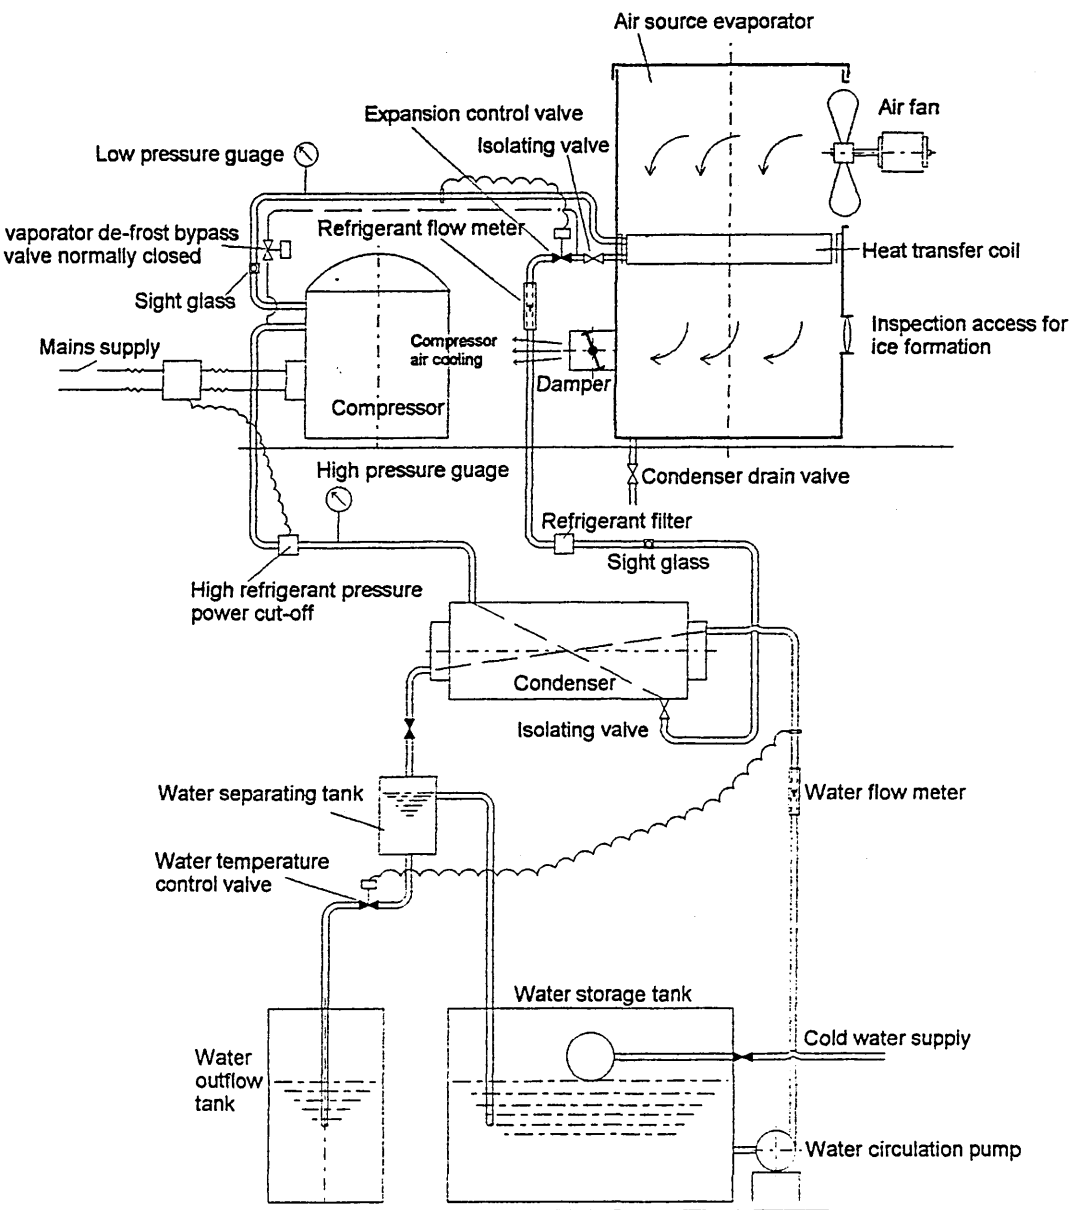 Air source evaporator
Air fan
Expansion control valve
Isolating valve
Low pressure guage
Refrigerant flow meter
vaporator de-frost bypass
valve normally closed
Heat transfer coil
Sight glass
Inspection access for
ice formation
Mains supply
Compressor
air cooling
Damper
Compressor
High pressure guage
Condenser drain valve
Refrigerant filter
Sight glass
High refrigerant pressure
power cut-off
Condenser
Isolating valve
Water separating tank
Water flow meter
Water temperature
control valve
Water storage tank
Cold water supply
Water
outflow
tank
Water circulation pump